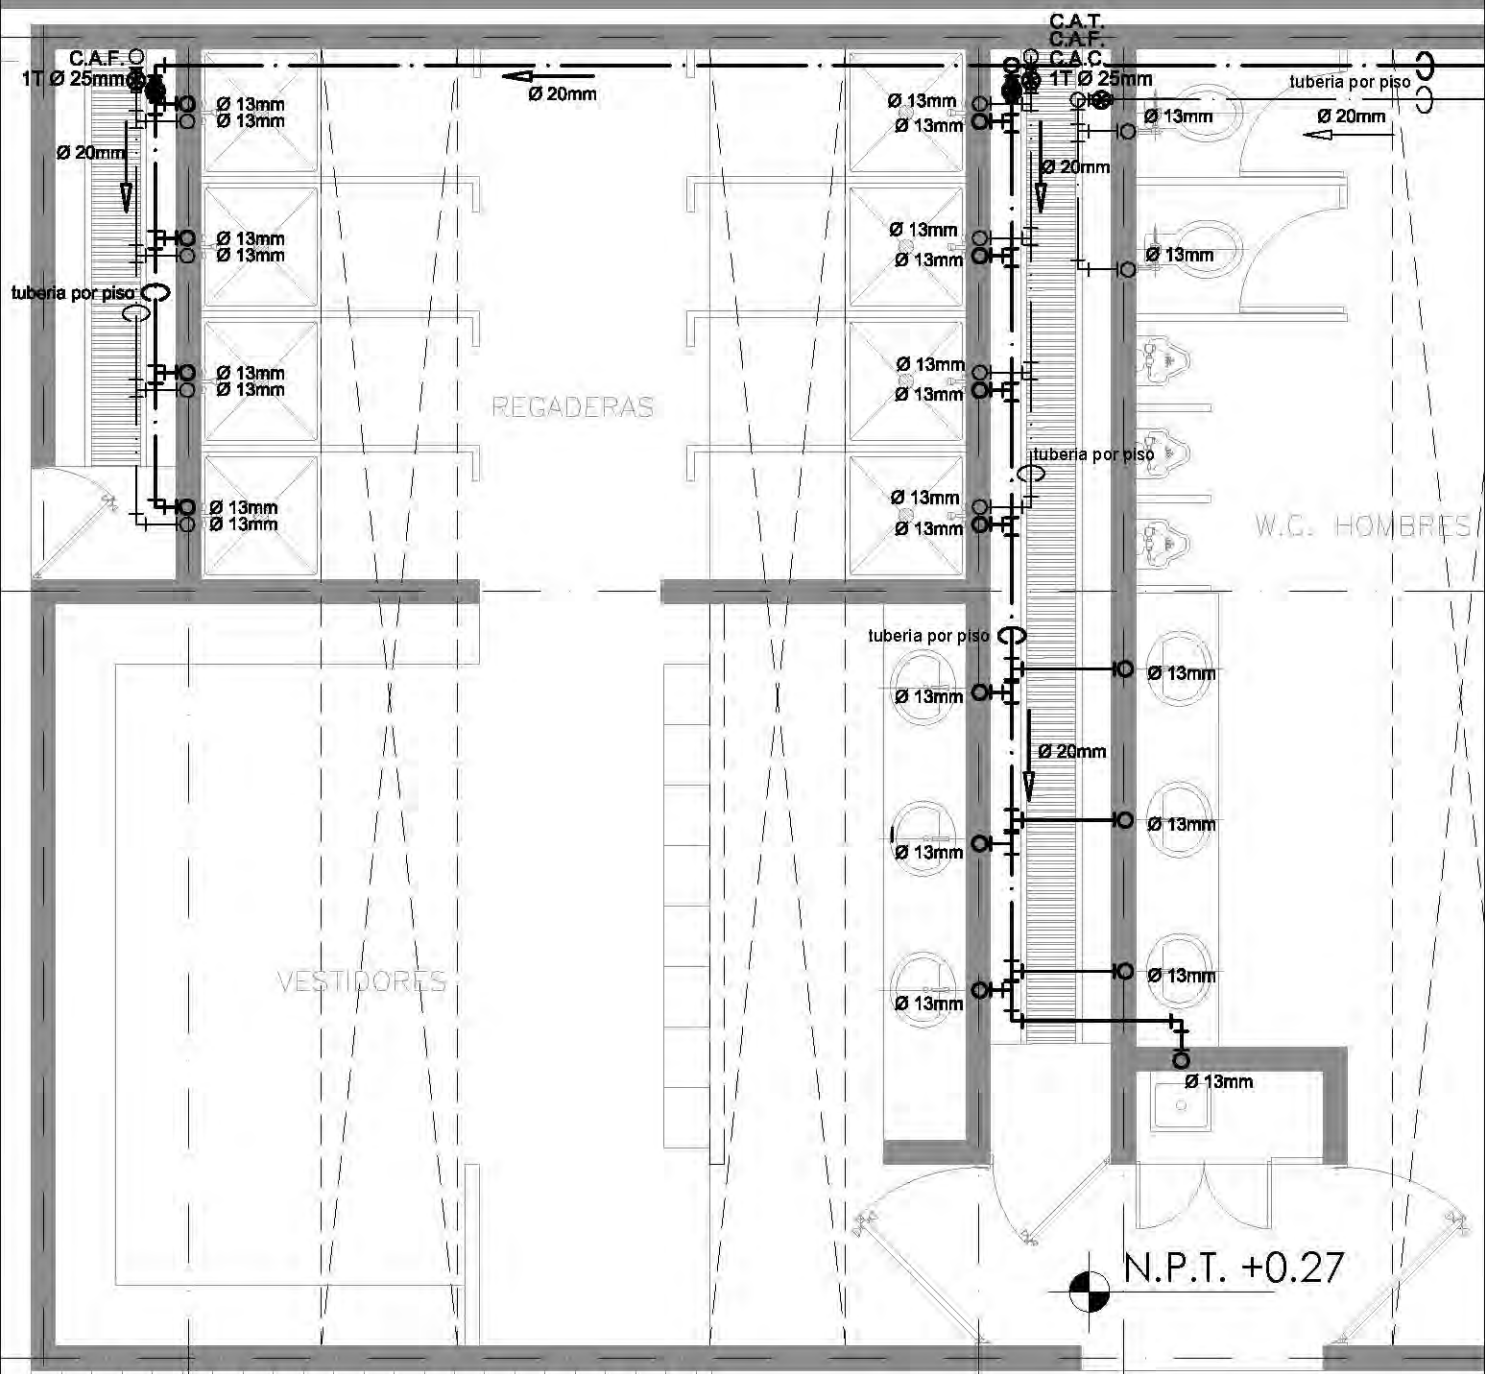 C.A.T.
C.A.F.
C.A.C.
1T Ø 25mm
C.A.F.
1T Ø 25mm
Ø 20mm
tuberia por piso
Ø 20mm
Ø 13mm
Ø 13mm
Ø 13mm
Ø 13mm
Ø 13mm
Ø 20mm
Ø 20mm
Ø 13mm
Ø 13mm
Ø 13mm
Ø 13mm
Ø 13mm
tuberia por piso
Ø 13mm
Ø 13mm
Ø 13mm
Ø 13mm
REGADERAS
tuberia por piso
Ø 13mm
Ø 13mm
Ø 13mm
Ø 13mm
W.C. HOMBRES
tuberia por piso
Ø 13mm
Ø 13mm
Ø 20mm
Ø 13mm
Ø 13mm
VESTIDORES
Ø 13mm
Ø 13mm
Ø 13mm
N.P.T. +0.27